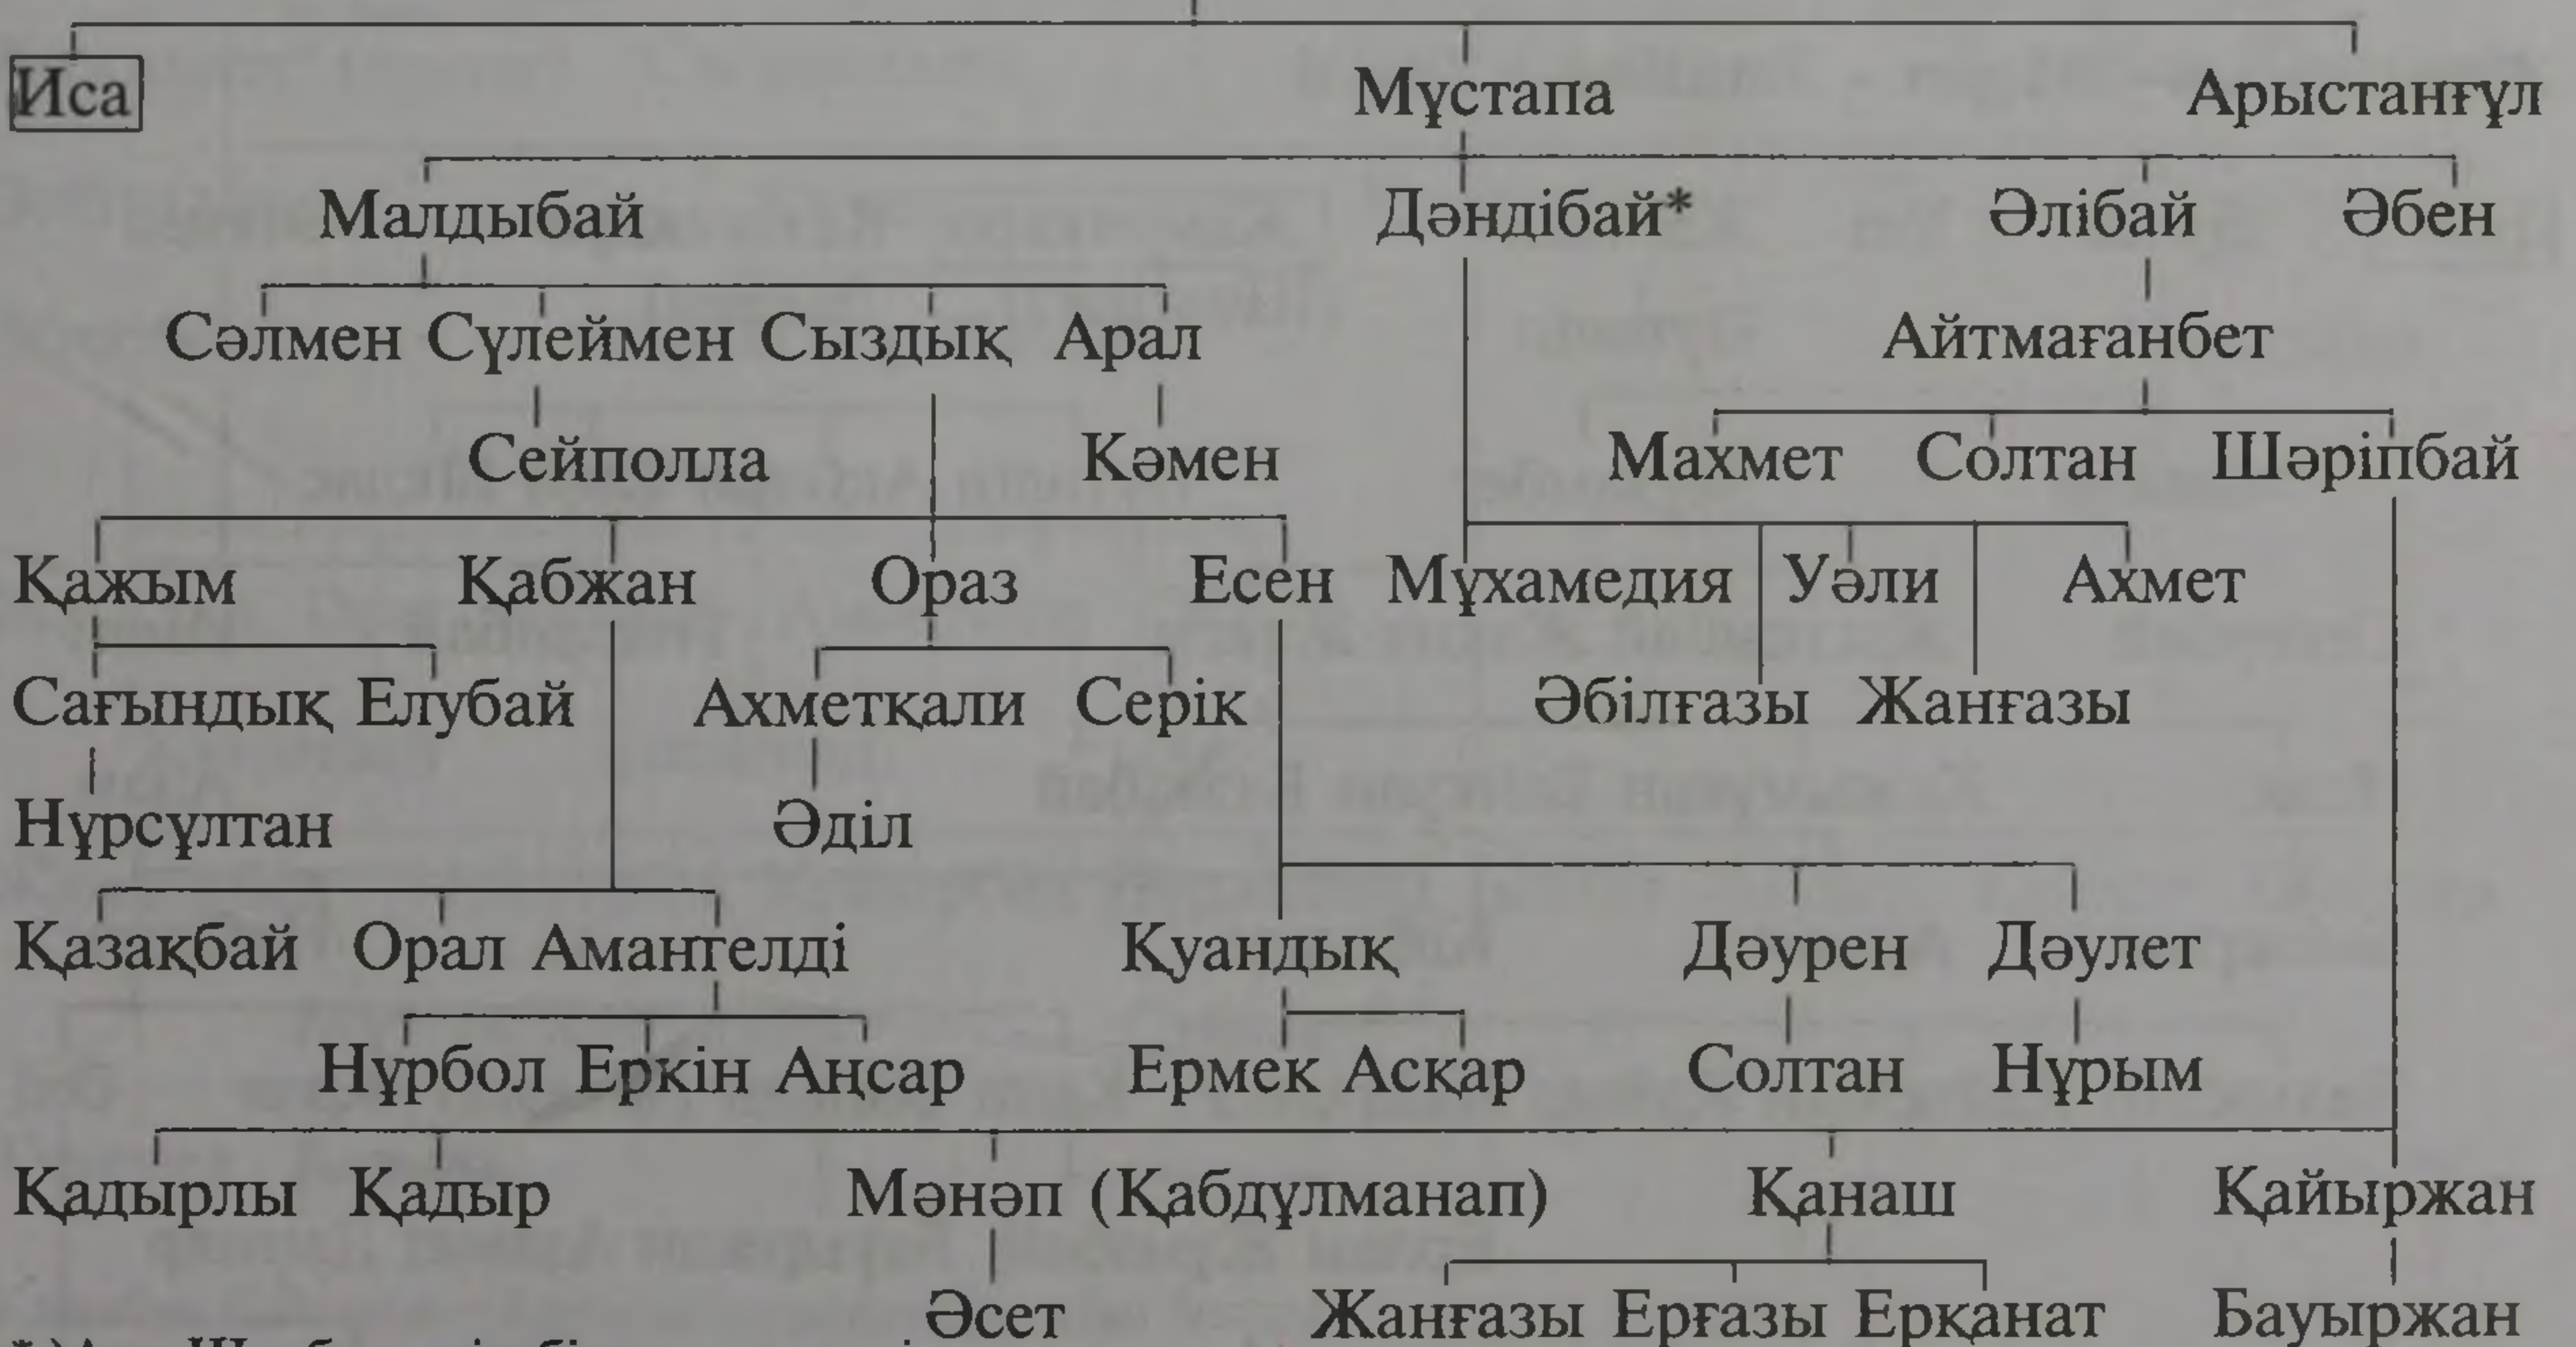 Иса Мұстапа Арыстанғұл
Малдыбай Дәндібай* Әлібай Әбен
Сәлмен Сүлеймен Сыздық Арал Айтмағанбет
Сейполла Кәмен Махмет Солтан Шәріпбай
Қажым Қабжан Ораз Есен Мұхамедия Уәли Ахмет
Сағындық Елубай Ахметқали Серік Әбілғазы Жанғазы
Нұрсұлтан Әділ
Қазақбай Орал Амангелді Қуандық Дәурен Дәулет
Нұрбол Еркін Аңсар Ермек Асқар Солтан Нұрым
Қадырлы Қадыр Мәнәп (Қабдұлманап) Қанаш Қайыржан
Әсет Жанғазы Ерғазы Ерқанат Бауыржан